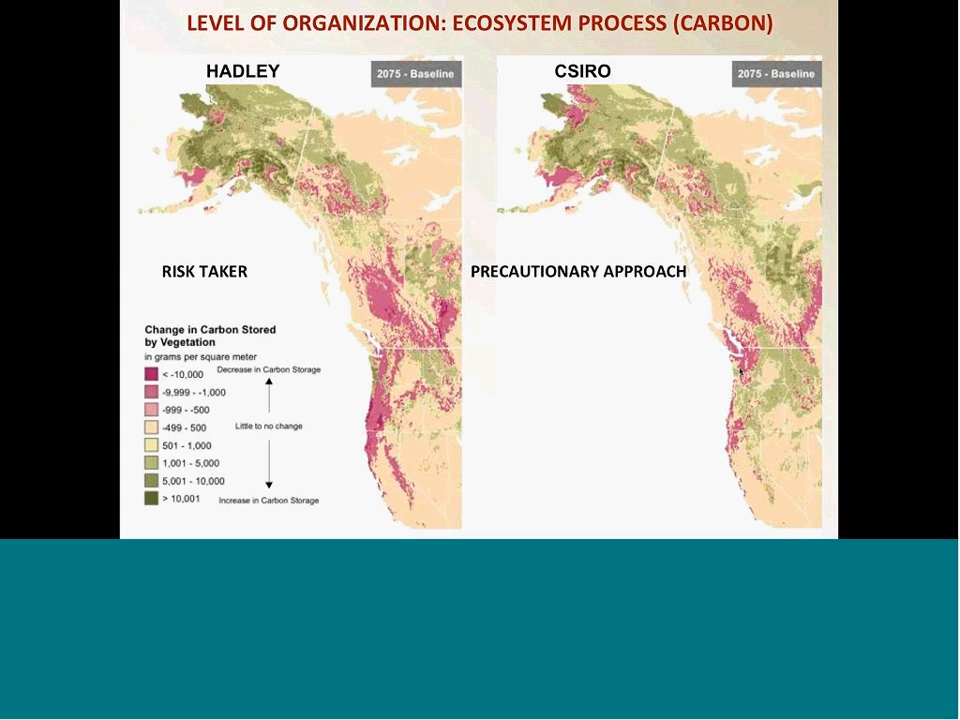 LEVEL OF ORGANIZATION: ECOSYSTEM PROCESS (CARBON)
HADLEY
2075 - Baseline
CSIRO
2075 - Baseline
RISK TAKER
PRECAUTIONARY APPROACH
Change in Carbon Stored
by Vegetation
in grams per square meter
< -10,000
Decrease in Carbon Storage
-9,999 - -1,000
-999 - -500
-499 - 500
Little to no change
501 - 1,000
1,001 - 5,000
5,001 - 10,000
> 10,001
Increase in Carbon Storage